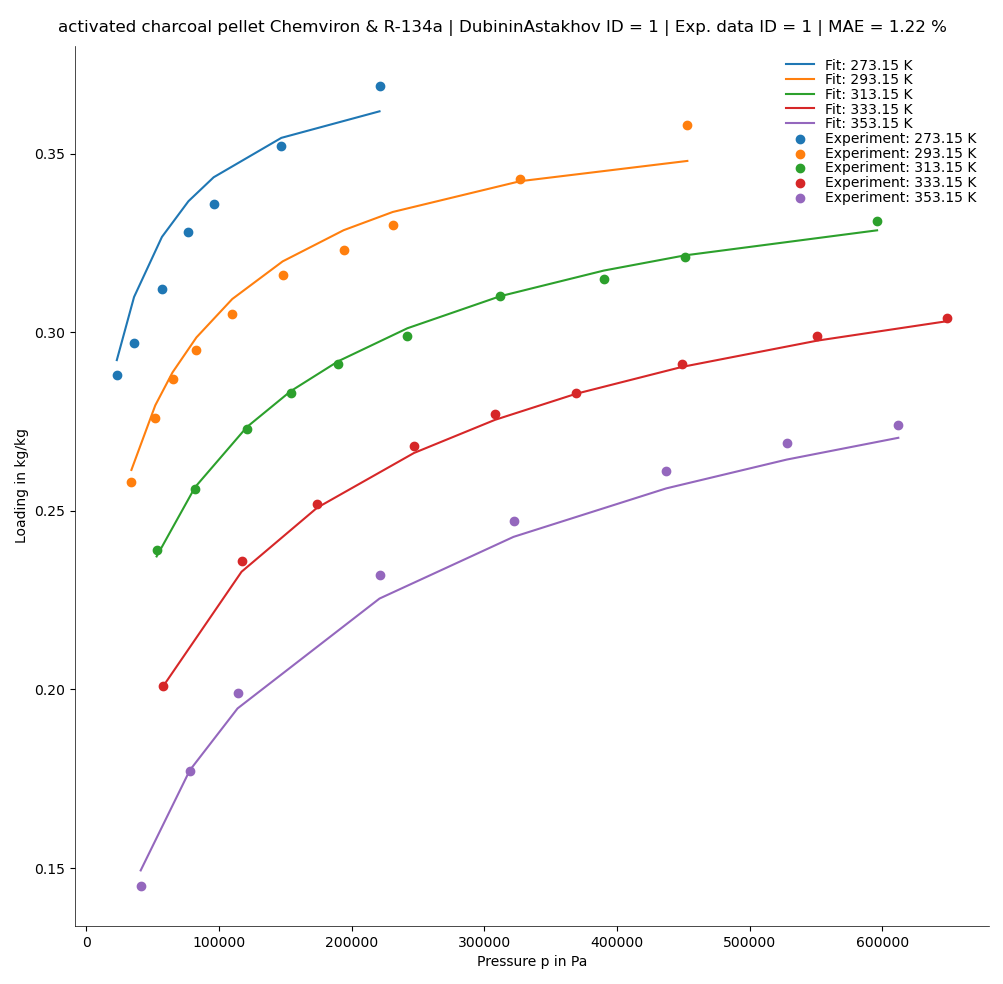 activated charcoal pellet Chemviron & R-134a | DubininAstakhov ID = 1 | Exp. data ID = 1 | MAE = 1.22 %
Fit: 273.15 K
Fit: 293.15 K
Fit: 313.15 K
Fit: 333.15 K
Fit: 353.15 K
Experiment: 273.15 K
Experiment: 293.15 K
Experiment: 313.15 K
Experiment: 333.15 K
Experiment: 353.15 K
Loading in kg/kg
0.35
0.30
0.25
0.20
0.15
0 100000 200000 300000 400000 500000 600000
Pressure p in Pa